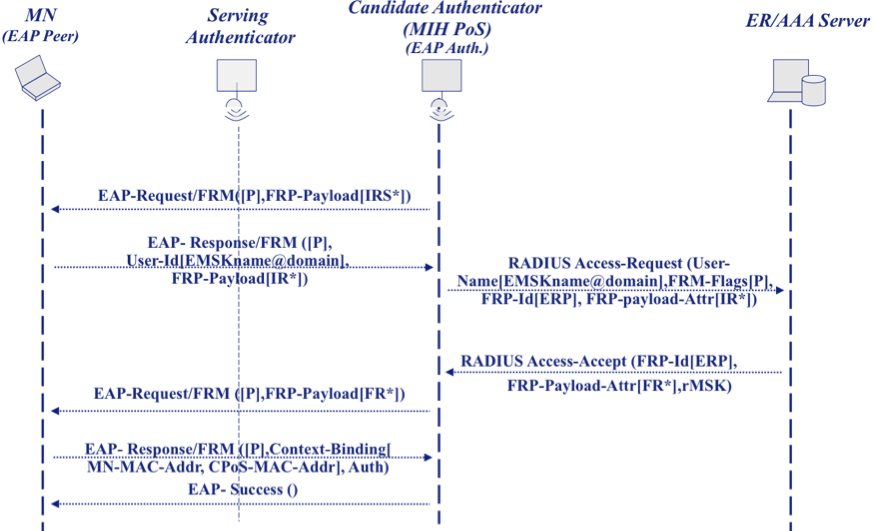 MN
(EAP Peer)
Serving
Authenticator
Candidate Authenticator
(MIH PoS)
(EAP Auth.)
ER/AAA Server
EAP-Request/FRM([P],FRP-Payload[IRS*])
EAP- Response/FRM ([P],
User-Id[EMSKname@domain],
FRP-Payload[IR*])
RADIUS Access-Request (User-
Name[EMSKname@domain],FRM-Flags[P],
FRP-Id[ERP], FRP-payload-Attr[IR*])
RADIUS Access-Accept (FRP-Id[ERP],
FRP-Payload-Attr[FR*],rMSK)
EAP-Request/FRM ([P],FRP-Payload[FR*])
EAP- Response/FRM ([P],Context-Binding[
MN-MAC-Addr, CPoS-MAC-Addr], Auth)
EAP- Success ()